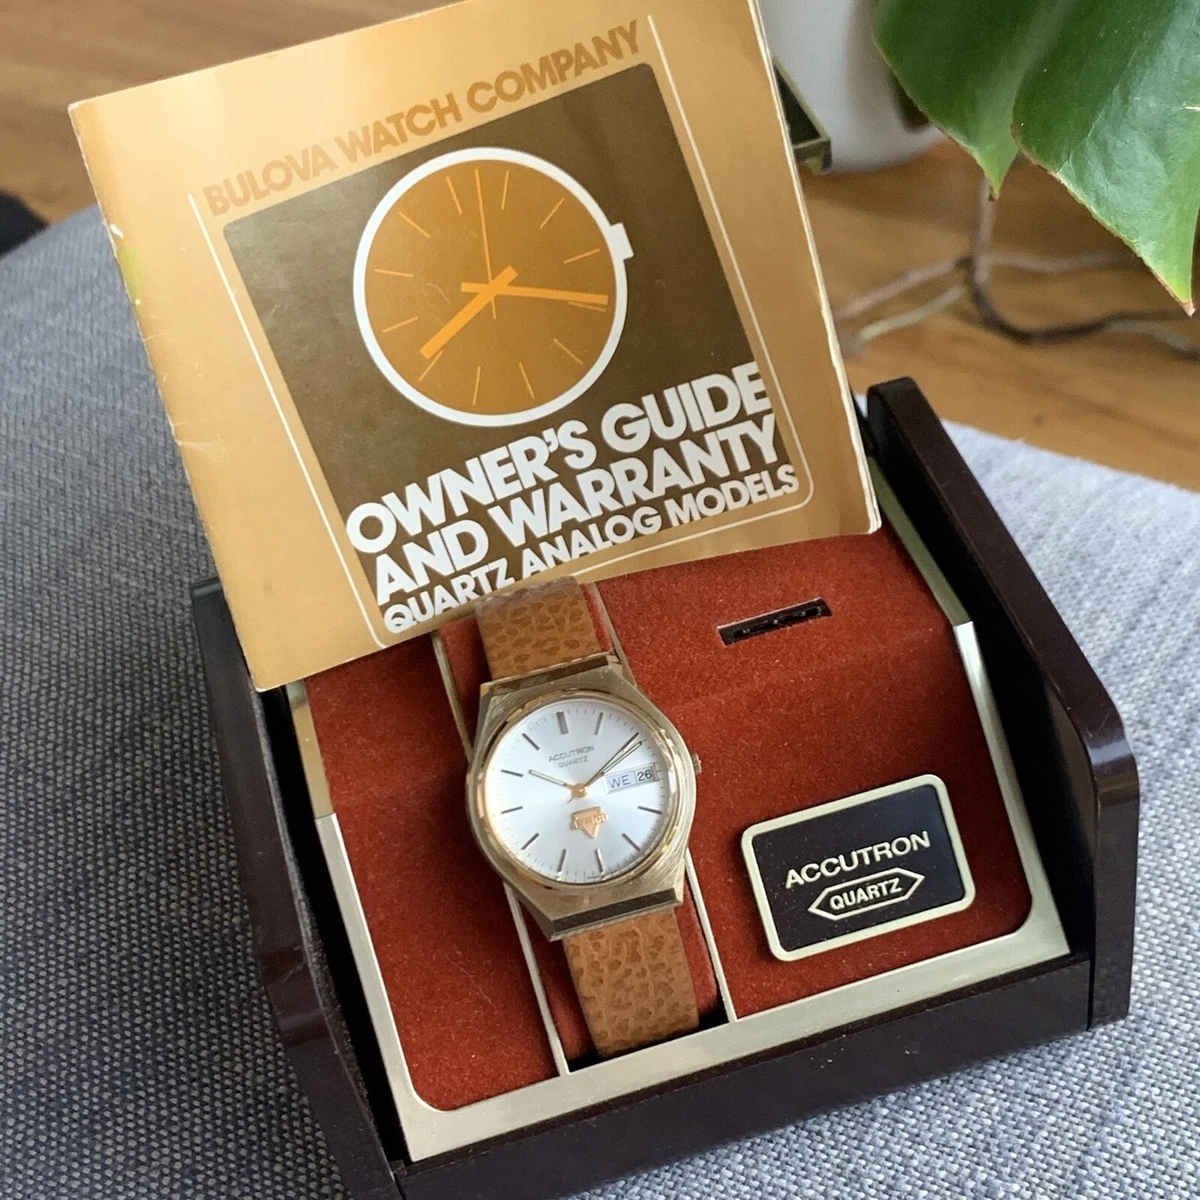 BULOVA WATCH COMPANY
OWNER'S GUIDE
AND WARRANTY
QUARTZ ANALOG MODELS
ACCUTRON
QUARTZ
WE 26
ACCUTRON
QUARTZ